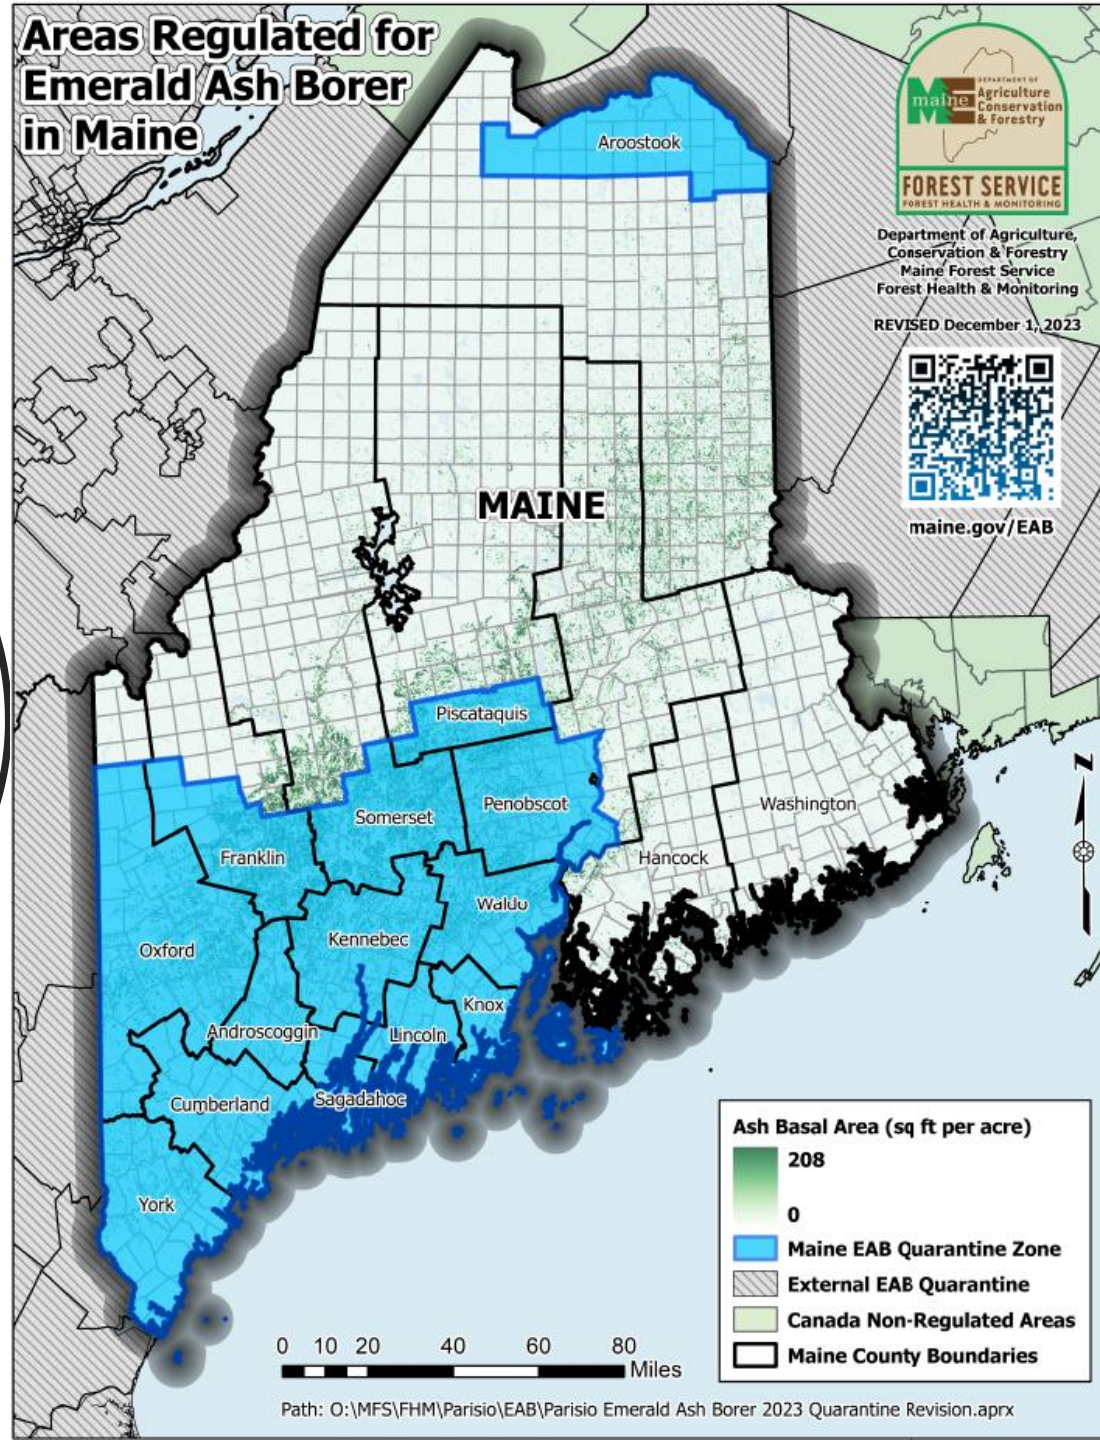 Areas Regulated for
Emerald Ash Borer
in Maine
maine
DEPARTMENT OF
Agriculture
Conservation
& Forestry
FOREST SERVICE
FOREST HEALTH & MONITORING
Department of Agriculture,
Conservation & Forestry
Maine Forest Service
Forest Health & Monitoring
REVISED December 1, 2023
maine.gov/EAB
Aroostook
MAINE
Piscataquis
Somerset
Penobscot
Washington
Franklin
Hancock
Waldo
Oxford
Kennebec
Knox
Androscoggin
Lincoln
Cumberland
Sagadahoc
York
N
Ash Basal Area (sq ft per acre)
208
0
Maine EAB Quarantine Zone
External EAB Quarantine
Canada Non-Regulated Areas
Maine County Boundaries
0 10 20 40 60 80
Miles
Path: O:\MFS\FHM\Parisio\EAB\Parisio Emerald Ash Borer 2023 Quarantine Revision.aprx